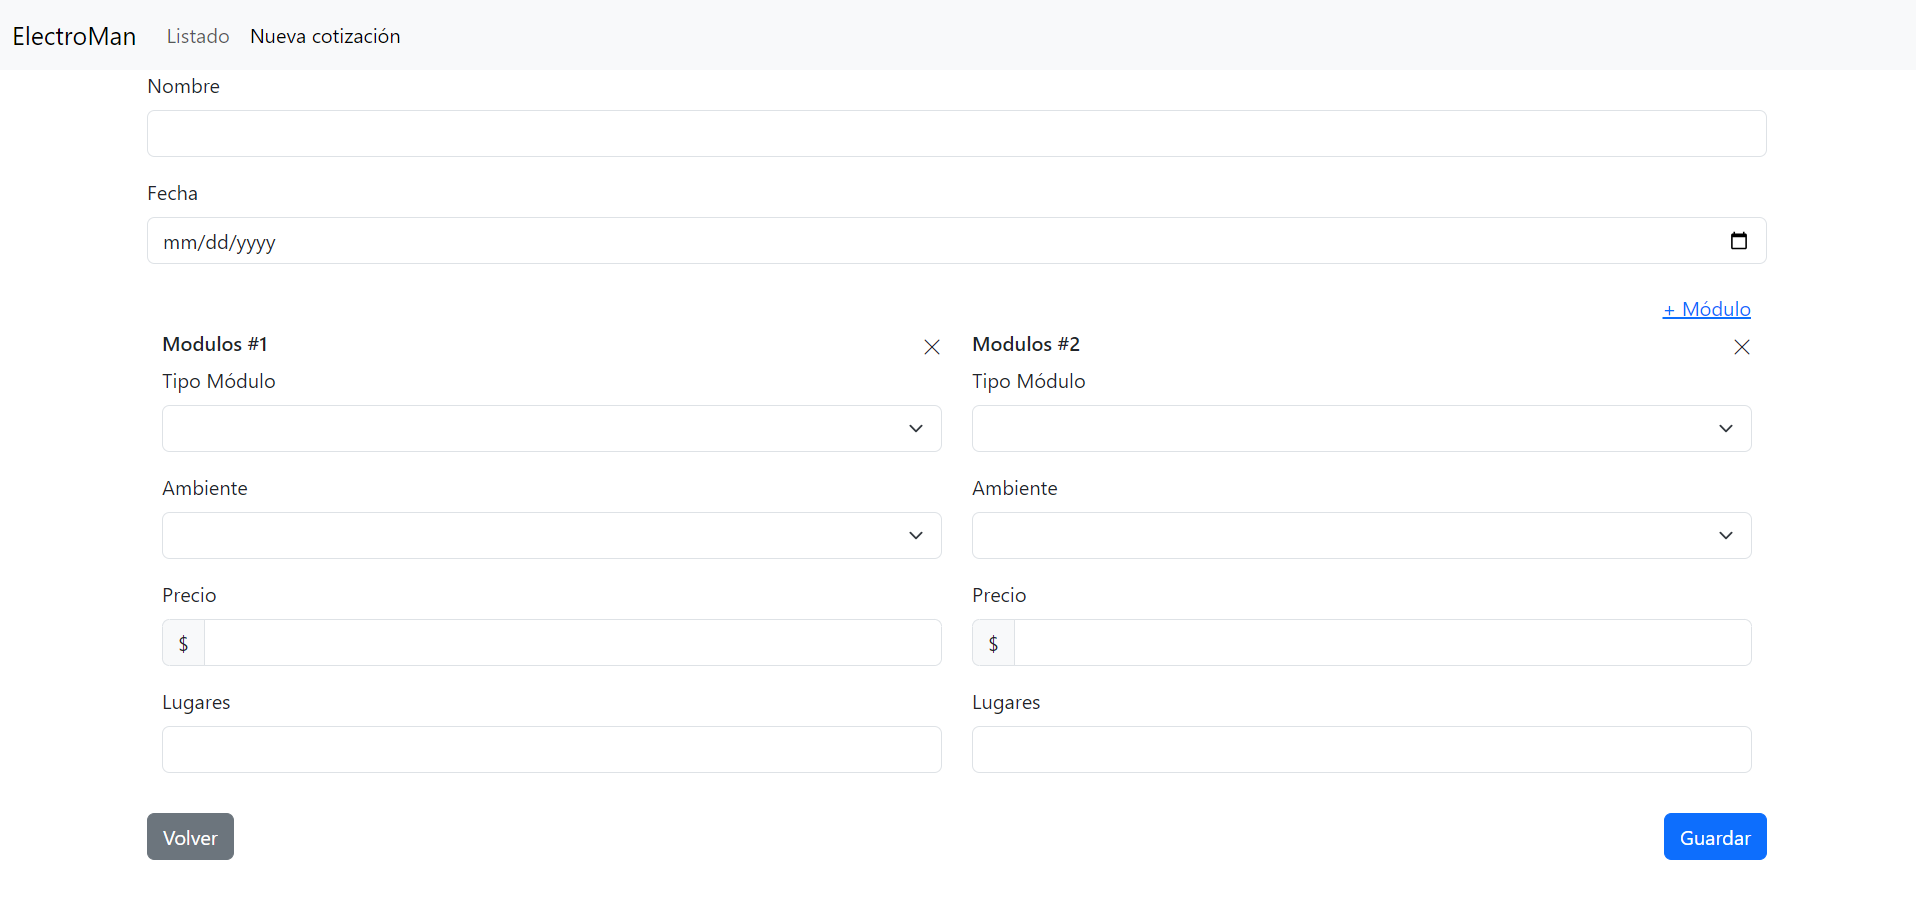 ElectroMan Listado Nueva cotización
Nombre
Fecha
mm/dd/yyyy
+ Módulo
Modulos #1 Modulos #2
Tipo Módulo Tipo Módulo
Ambiente Ambiente
Precio Precio
$ $
Lugares Lugares
Volver Guardar